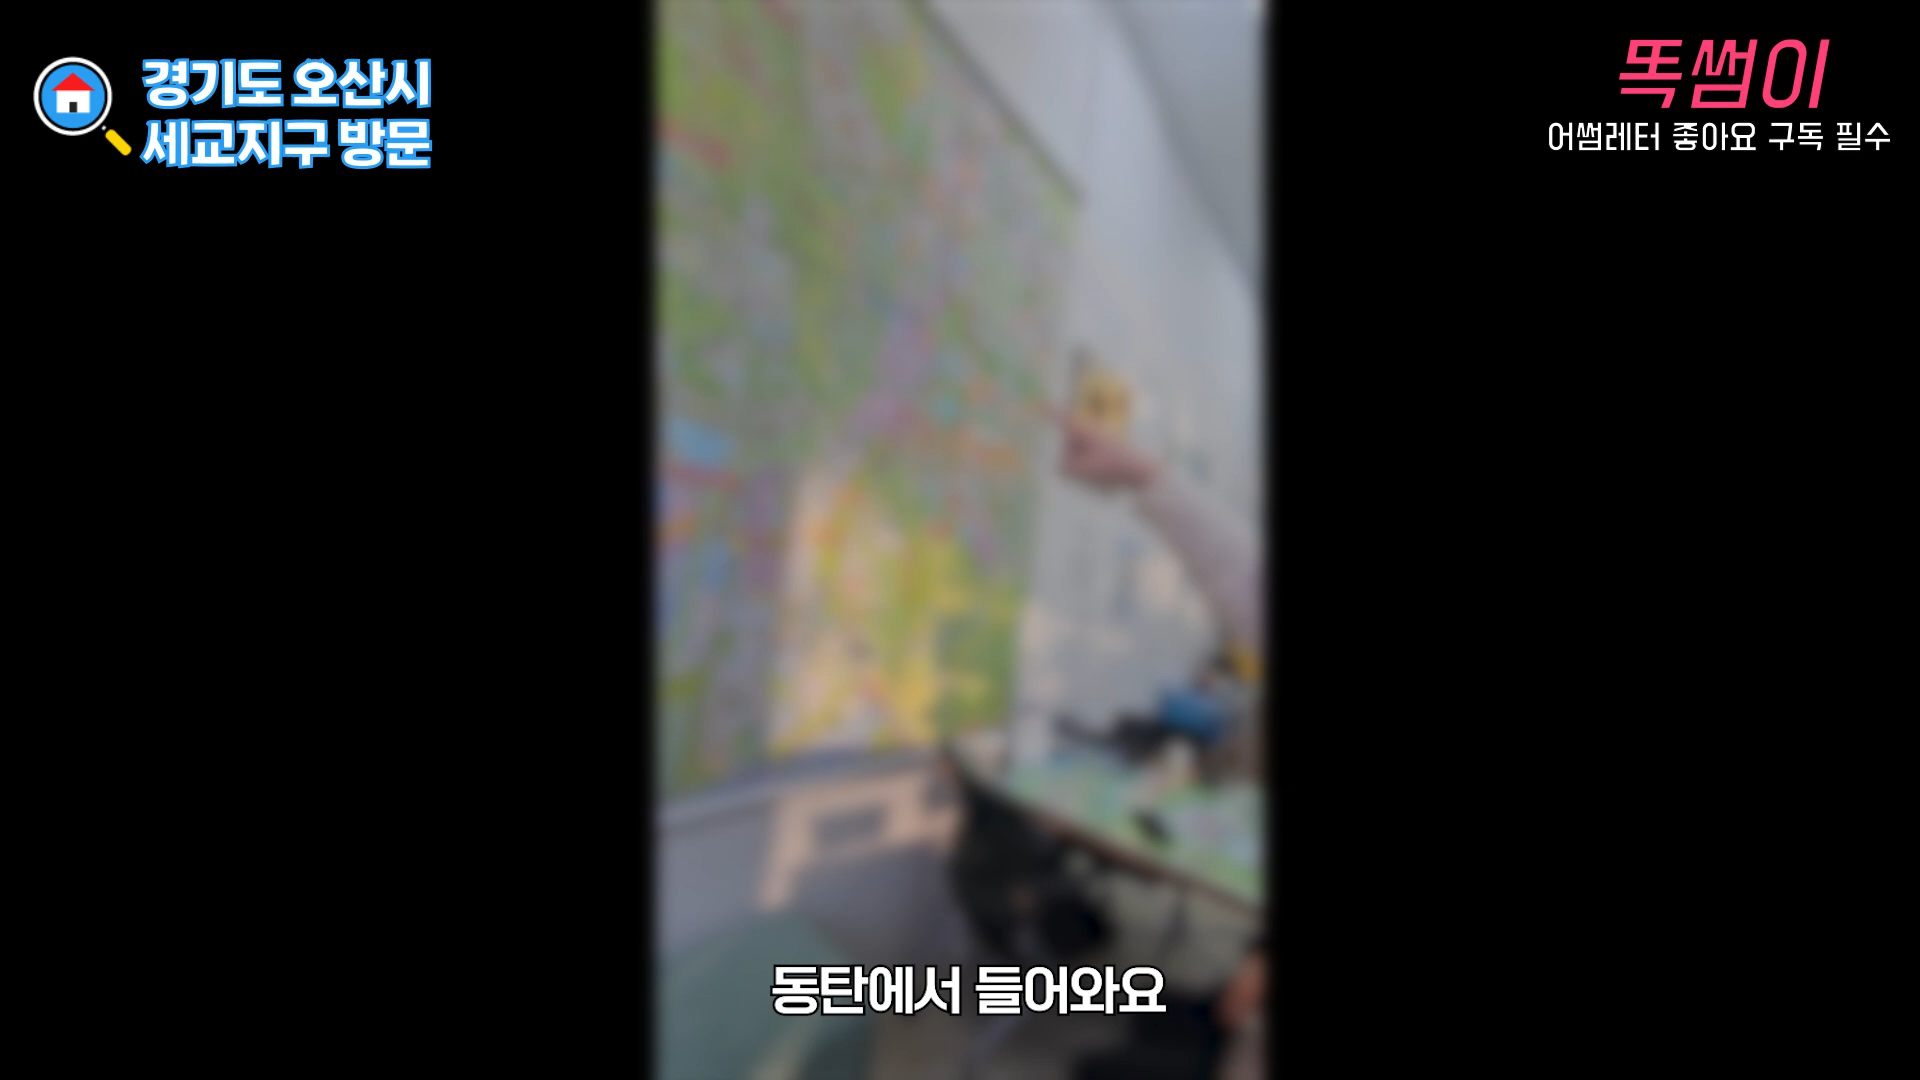 경기도 오산시
세교지구 방문
똑썸이
어썸레터 좋아요 구독 필수
동탄에서 들어와요